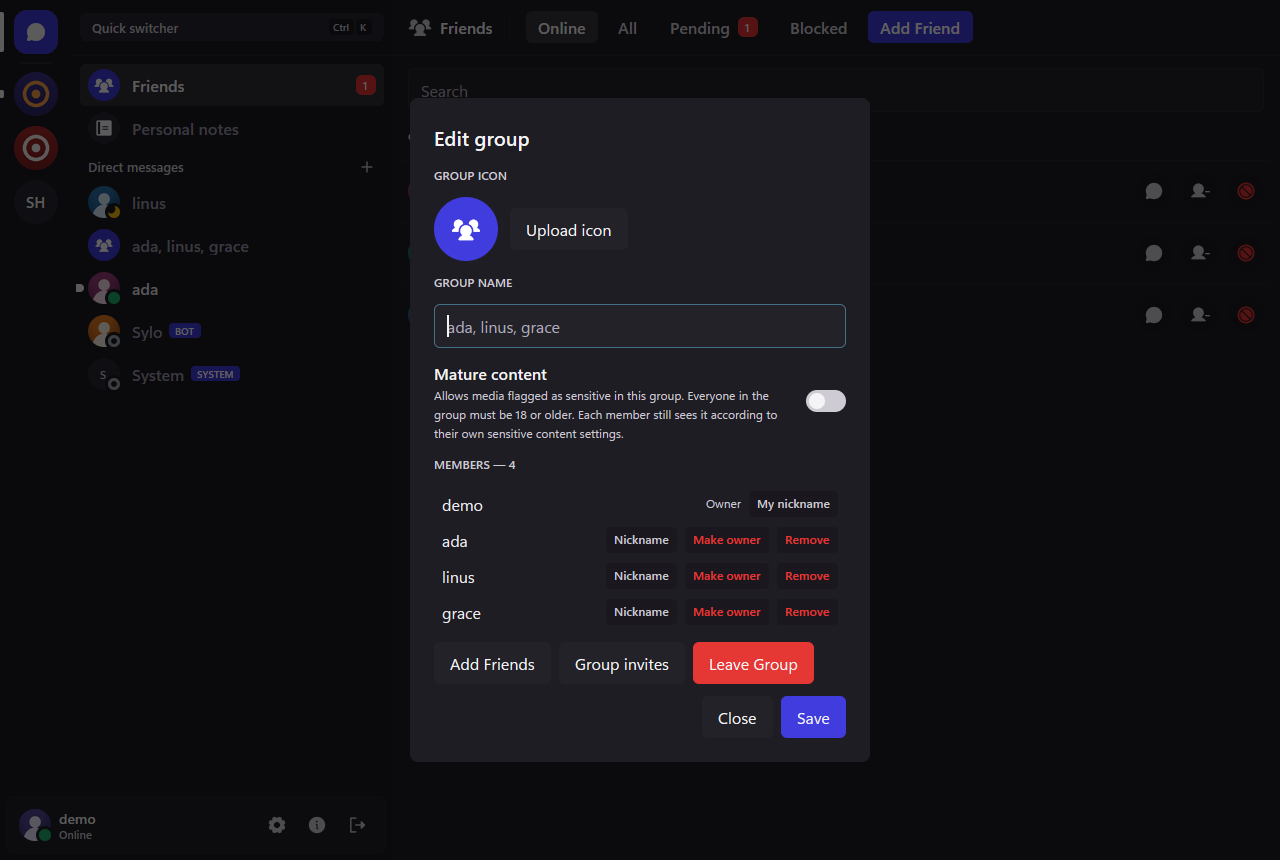 Quick switcher
Ctrl K
Friends
Online
All
Pending 1
Blocked
Add Friend
SH
Friends 1
Personal notes
Direct messages
linus
ada, linus, grace
ada
Sylo BOT
S System SYSTEM
demo
Online
Search
Edit group
GROUP ICON
Upload icon
GROUP NAME
ada, linus, grace
Mature content
Allows media flagged as sensitive in this group. Everyone in the
group must be 18 or older. Each member still sees it according to
their own sensitive content settings.
MEMBERS — 4
demo Owner My nickname
ada Nickname Make owner Remove
linus Nickname Make owner Remove
grace Nickname Make owner Remove
Add Friends Group invites Leave Group
Close Save